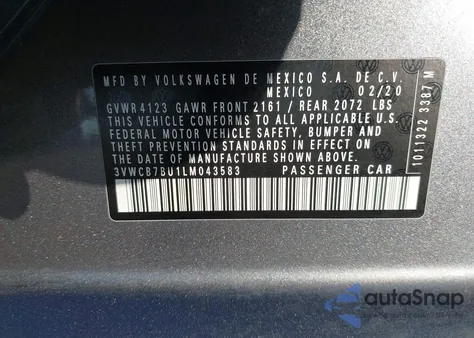 MFD BY VOLKSWAGEN DE MEXICO S.A. DE C.V.
MEXICO 02/20
GVWR 4123 GAWR FRONT 2161 / REAR 2072 LBS
THIS VEHICLE CONFORMS TO ALL APPLICABLE U.S.
FEDERAL MOTOR VEHICLE SAFETY, BUMPER AND
THEFT PREVENTION STANDARDS IN EFFECT ON THE
DATE OF MANUFACTURE SHOWN ABOVE.
3VWCB7BU1LM043583 PASSENGER CAR
1011322 3387 M
autoSnap